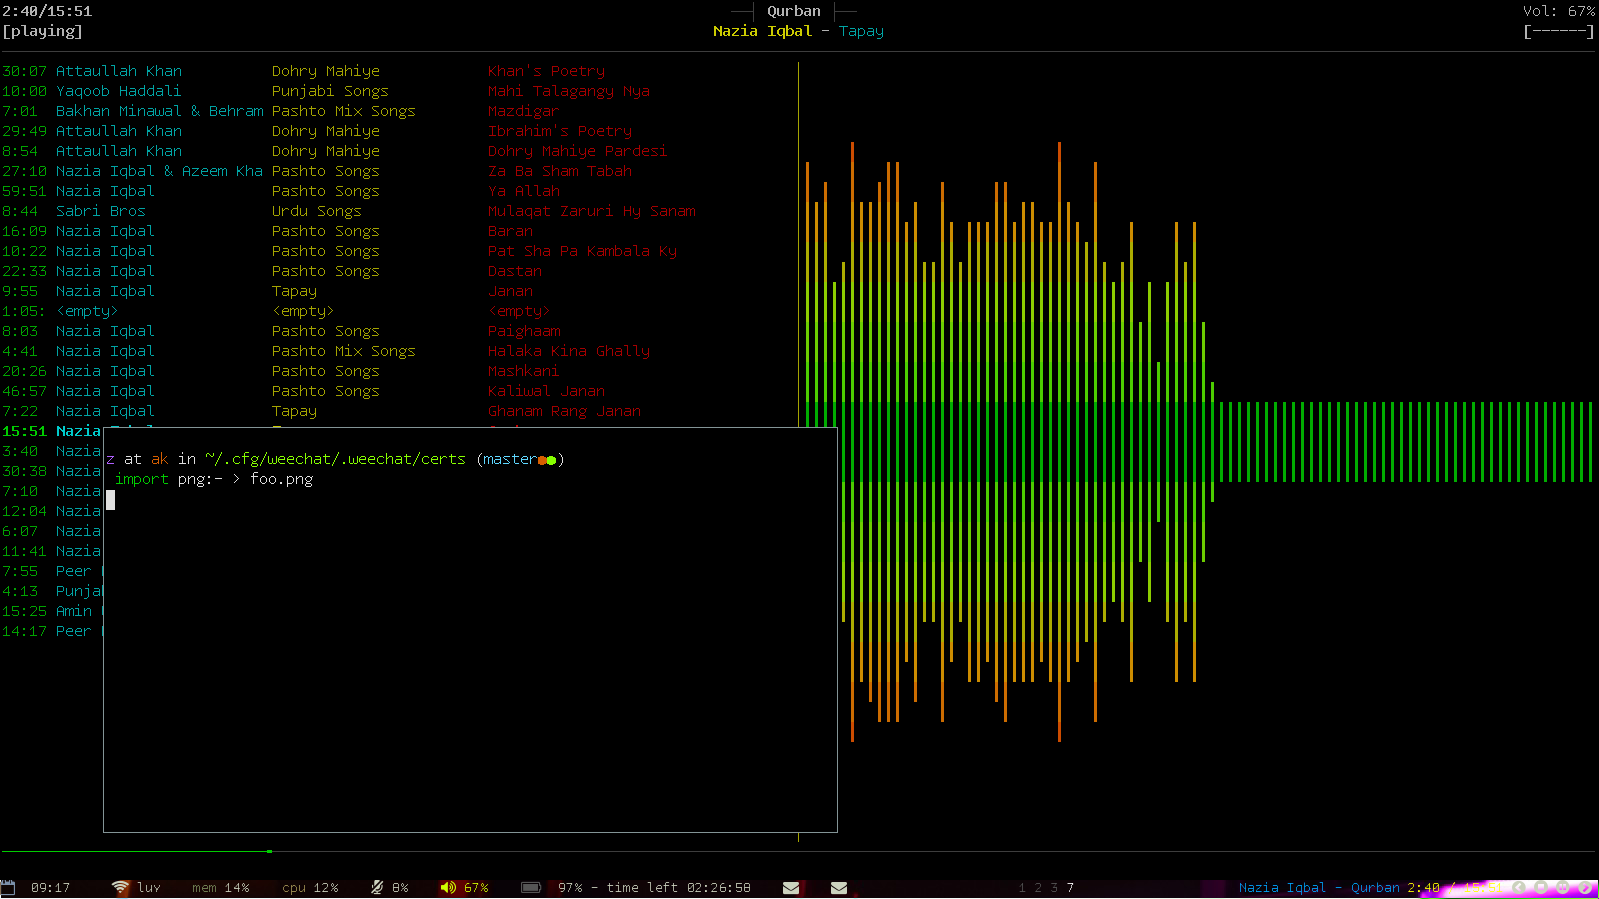 2:40/15:51 Qurban Vol: 67%
[playing] Nazia Iqbal - Tapay [------]
30:07 Attaullah Khan Dohry Mahiye Khan's Poetry
10:00 Yaqoob Haddali Punjabi Songs Mahi Talagangy Nya
7:01 Bakhan Minawal & Behram Pashto Mix Songs Mazdigar
29:49 Attaullah Khan Dohry Mahiye Ibrahim's Poetry
8:54 Attaullah Khan Dohry Mahiye Dohry Mahiye Pardesi
27:10 Nazia Iqbal & Azeem Kha Pashto Songs Za Ba Sham Tabah
59:51 Nazia Iqbal Pashto Songs Ya Allah
8:44 Sabri Bros Urdu Songs Mulaqat Zaruri Hy Sanam
16:09 Nazia Iqbal Pashto Songs Baran
10:22 Nazia Iqbal Pashto Songs Pat Sha Pa Kambala Ky
22:33 Nazia Iqbal Pashto Songs Dastan
9:55 Nazia Iqbal Tapay Janan
1:05: <empty> <empty> <empty>
8:03 Nazia Iqbal Pashto Songs Paighaam
4:41 Nazia Iqbal Pashto Mix Songs Halaka Kina Ghally
20:26 Nazia Iqbal Pashto Songs Mashkani
46:57 Nazia Iqbal Pashto Songs Kaliwal Janan
7:22 Nazia Iqbal Tapay Ghanam Rang Janan
15:51 Nazia
3:40 Nazia
30:38 Nazia
7:10 Nazia
12:04 Nazia
6:07 Nazia
11:41 Nazia
7:55 Peer
4:13 Punja
15:25 Amin
14:17 Peer
z at ak in ~/.cfg/weechat/.weechat/certs (master●●)
import png:- > foo.png
09:17 luv mem 14% cpu 12% 8% 67% 97% - time left 02:26:58 1 2 3 7 Nazia Iqbal - Qurban 2:40 /